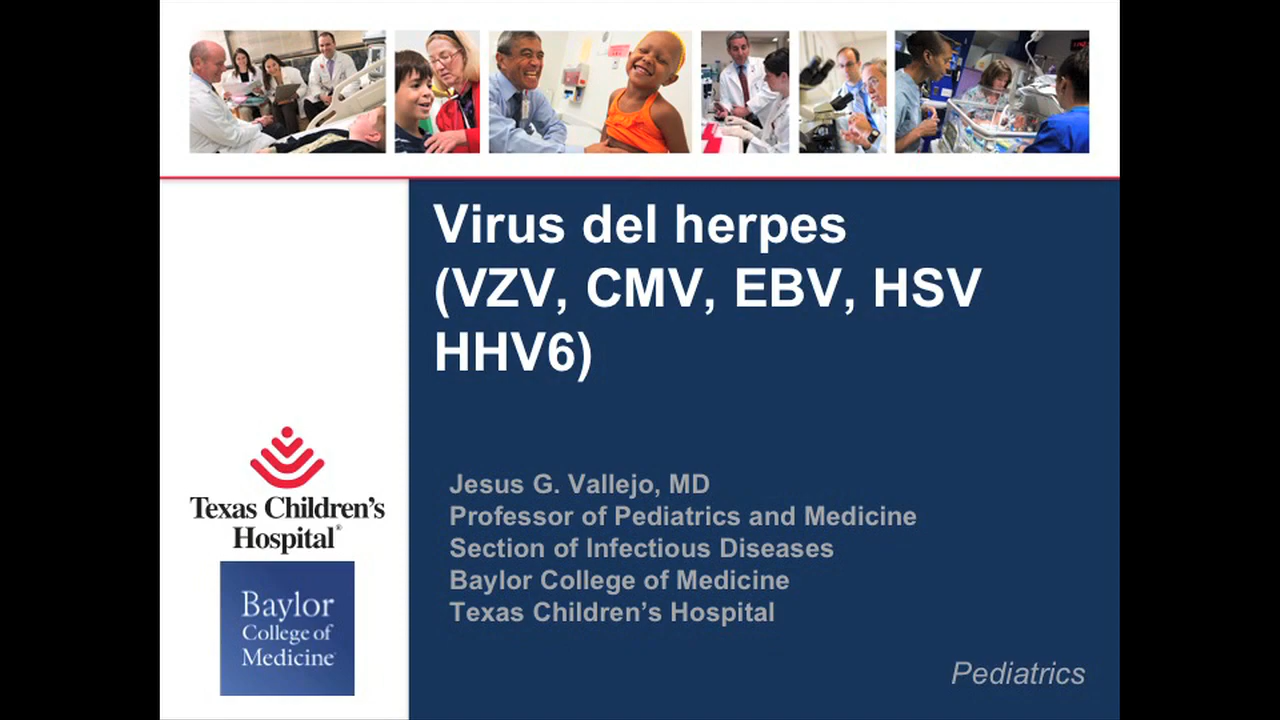 Virus del herpes
(VZV, CMV, EBV, HSV
HHV6)
Texas Children's
Hospital®
Baylor
College of
Medicine
Jesus G. Vallejo, MD
Professor of Pediatrics and Medicine
Section of Infectious Diseases
Baylor College of Medicine
Texas Children’s Hospital
Pediatrics